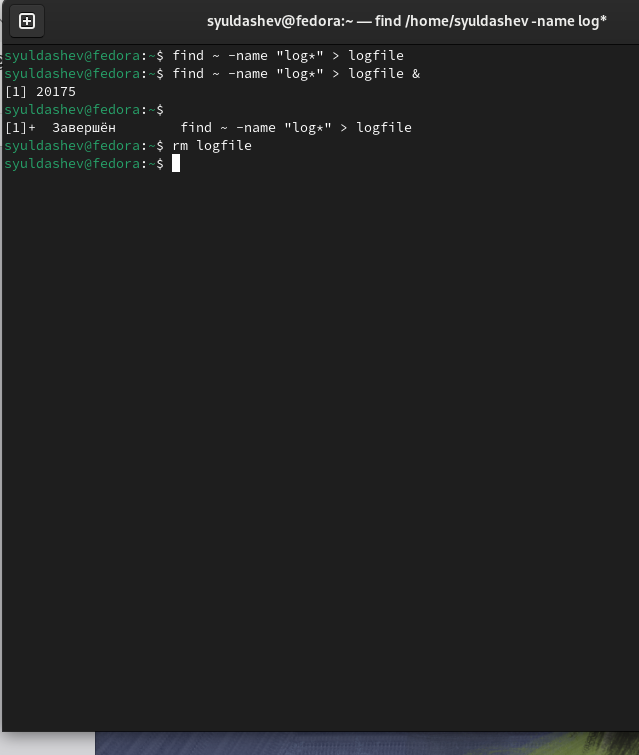 syuldashev@fedora:~ — find /home/syuldashev -name log*
syuldashev@fedora:~$ find ~ -name "log*" > logfile
syuldashev@fedora:~$ find ~ -name "log*" > logfile &
[1] 20175
syuldashev@fedora:~$
[1]+  Завершён        find ~ -name "log*" > logfile
syuldashev@fedora:~$ rm logfile
syuldashev@fedora:~$